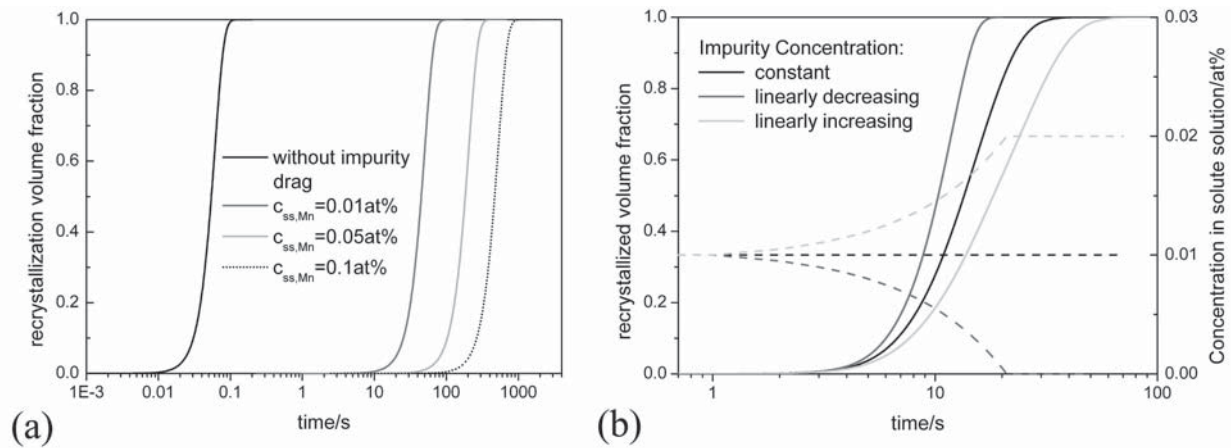 1.0
0.8
0.6
0.4
0.2
0.0
recrystallization volume fraction
without impurity
drag
c_ss,Mn=0.01at%
c_ss,Mn=0.05at%
c_ss,Mn=0.1at%
1E-3 0.01 0.1 1 10 100 1000
time/s
(a)
1.0
0.8
0.6
0.4
0.2
0.0
recrystallized volume fraction
Impurity Concentration:
constant
linearly decreasing
linearly increasing
0.03
0.02
0.01
0.00
Concentration in solute solution/at%
1 10 100
time/s
(b)